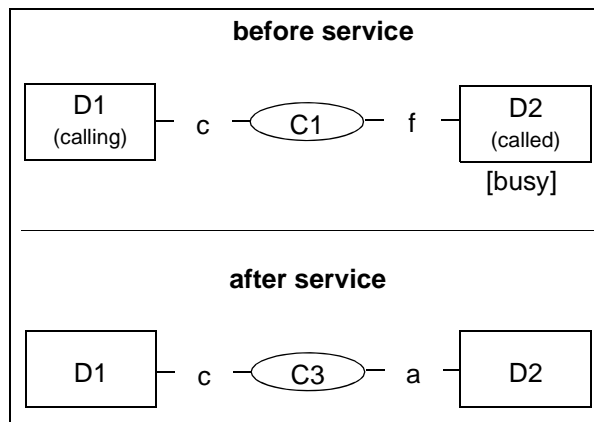 before service
D1 c C1 f D2
(calling) (called)
[busy]
after service
D1 c C3 a D2